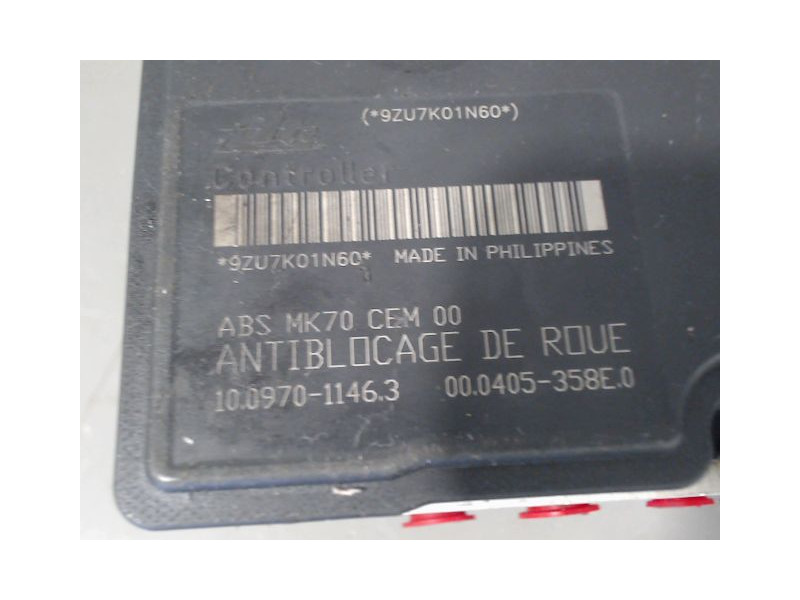 (*9ZU7K01N60*)
Controller
*9ZU7K01N60* MADE IN PHILIPPINES
ABS MK70 CEM 00
ANTIBLOCAGE DE ROUE
10.0970-1146.3 00.0405-358E.0